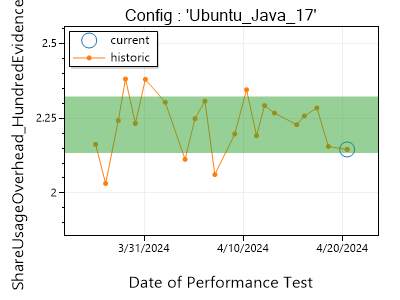 Config : 'Ubuntu_Java_17'
ShareUsageOverhead_HundredEvidence
2.5
2.25
2
current
historic
3/31/2024
4/10/2024
4/20/2024
Date of Performance Test